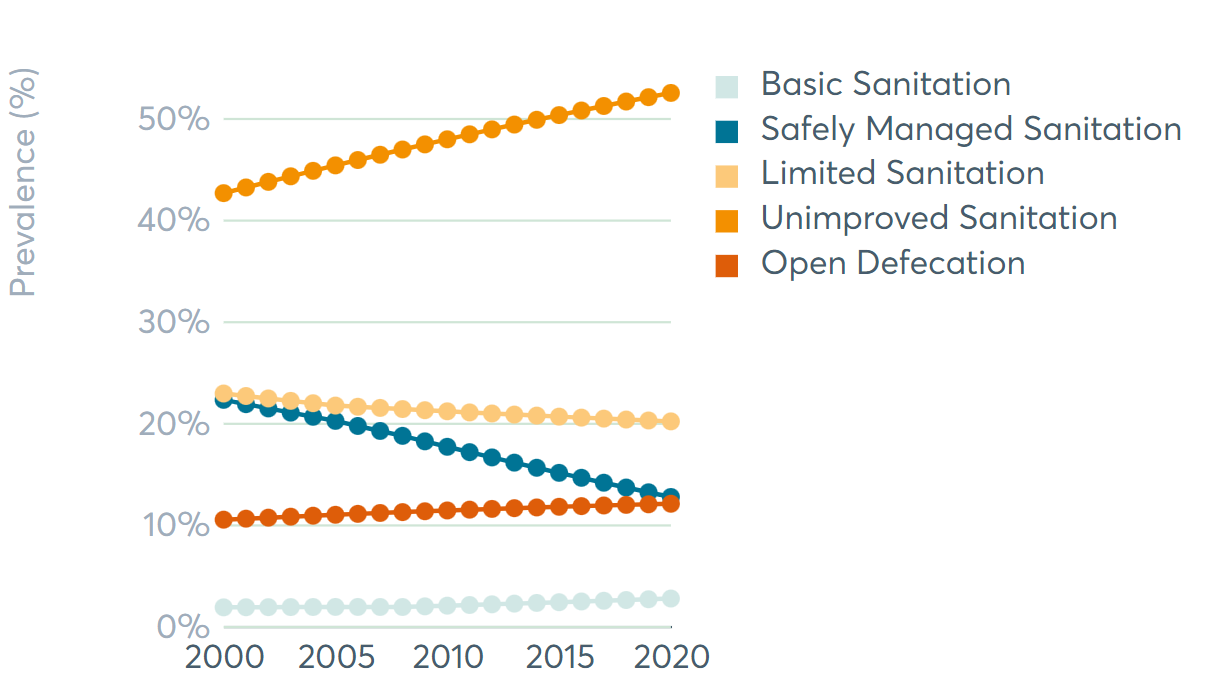 Prevalence (%)
50%
40%
30%
20%
10%
0%
2000 2005 2010 2015 2020
Basic Sanitation
Safely Managed Sanitation
Limited Sanitation
Unimproved Sanitation
Open Defecation